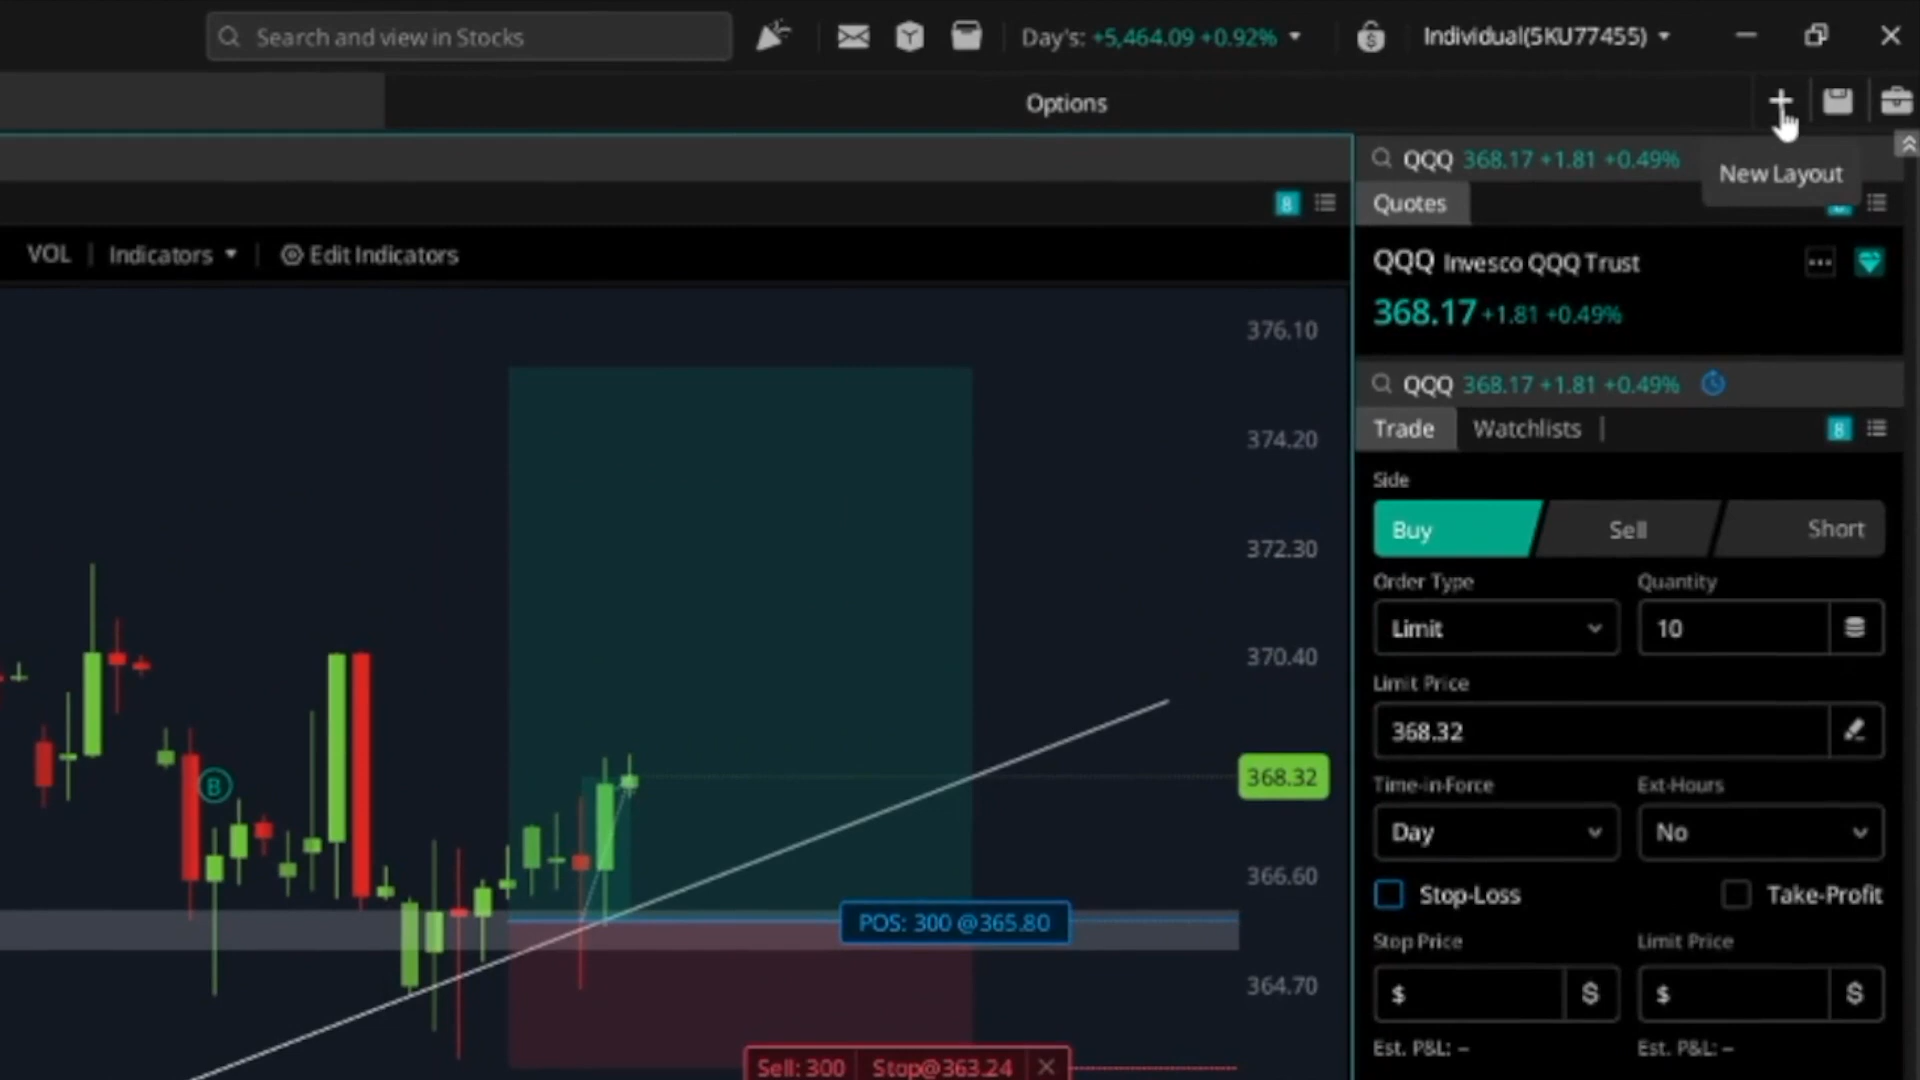 Search and view in Stocks
Day's: +5,464.09 +0.92%
Individual(5KU77455)
Options
New Layout
QQQ 368.17 +1.81 +0.49%
Quotes
8
VOL
Indicators
Edit Indicators
QQQ Invesco QQQ Trust
368.17 +1.81 +0.49%
QQQ 368.17 +1.81 +0.49%
Trade
Watchlists
8
Side
Buy
Sell
Short
Order Type
Quantity
Limit
10
Limit Price
368.32
Time-in-Force
Ext-Hours
Day
No
Stop-Loss
Take-Profit
Stop Price
Limit Price
$ $
$ $
Est. P&L: –
Est. P&L: –
376.10
374.20
372.30
370.40
368.32
366.60
364.70
B
POS: 300 @365.80
Sell: 300 Stop@363.24